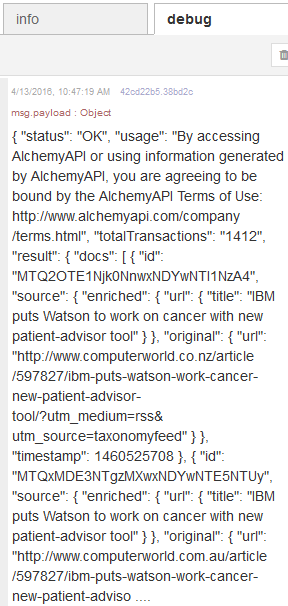 info
debug
4/13/2016, 10:47:19 AM 42cd22b5.38bd2c
msg.payload : Object
{ "status": "OK", "usage": "By accessing
AlchemyAPI or using information generated
by AlchemyAPI, you are agreeing to be
bound by the AlchemyAPI Terms of Use:
http://www.alchemyapi.com/company
/terms.html", "totalTransactions": "1412",
"result": { "docs": [ { "id":
"MTQ2OTE1Njk0NnwxNDYwNTI1NzA4",
"source": { "enriched": { "url": { "title": "IBM
puts Watson to work on cancer with new
patient-advisor tool" } }, "original": { "url":
"http://www.computerworld.co.nz/article
/597827/ibm-puts-watson-work-cancer-
new-patient-advisor-
tool/?utm_medium=rss&
utm_source=taxonomyfeed" } },
"timestamp": 1460525708 }, { "id":
"MTQxMDE3NTgzMXwxNDYwNTE5NTUy",
"source": { "enriched": { "url": { "title": "IBM
puts Watson to work on cancer with new
patient-advisor tool" } }, "original": { "url":
"http://www.computerworld.com.au/article
/597827/ibm-puts-watson-work-cancer-
new-patient-adviso ....